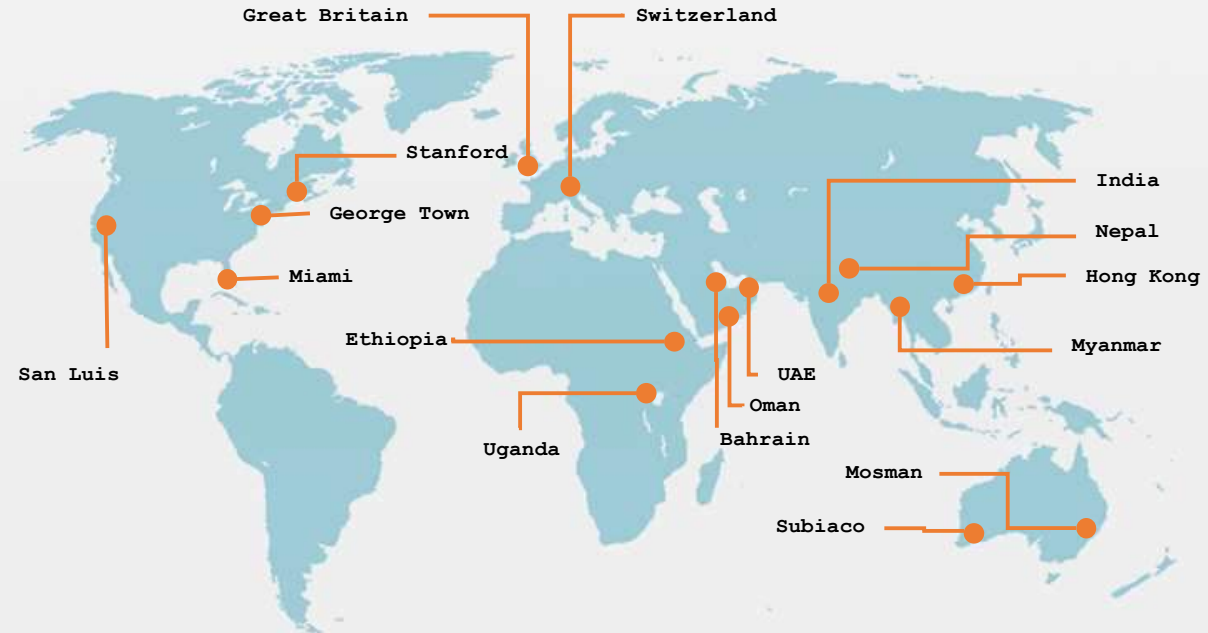 Great Britain
Switzerland
Stanford
India
George Town
Nepal
Miami
Hong Kong
Ethiopia
Myanmar
San Luis
UAE
Oman
Bahrain
Uganda
Mosman
Subiaco